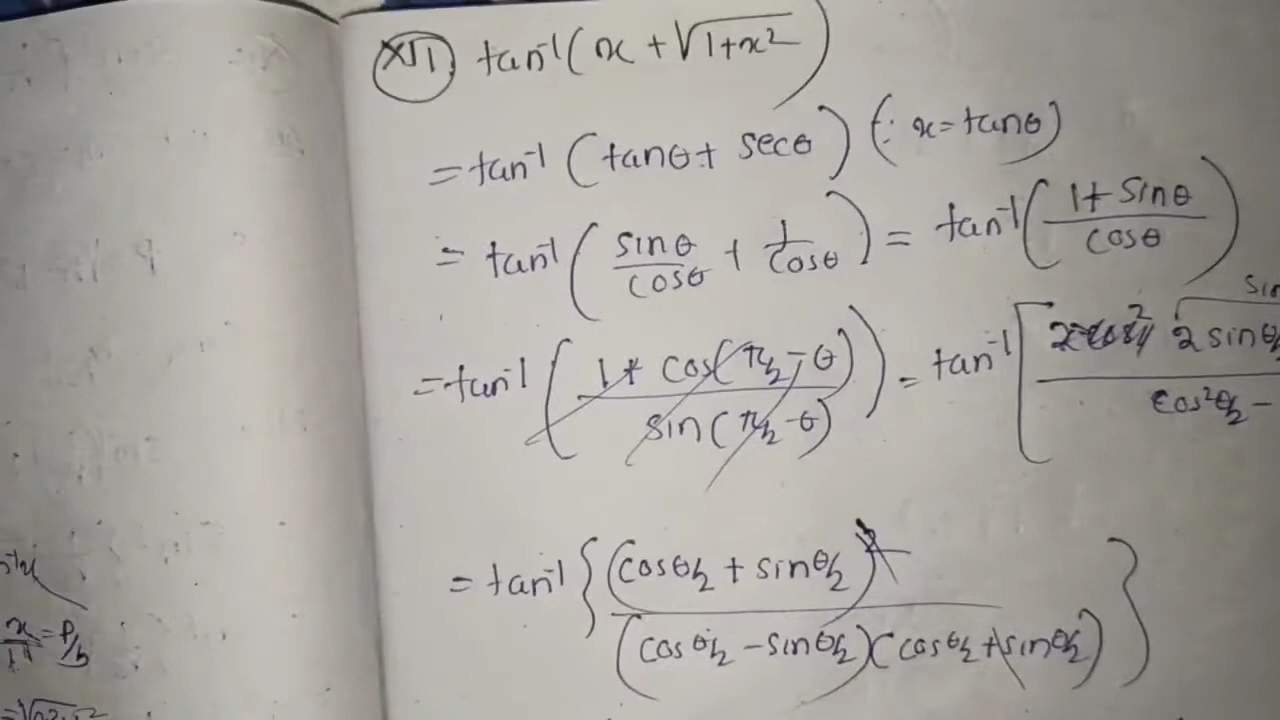 XVI tan⁻¹(x + √1+x²)
= tan⁻¹ (tanθ + secθ) (∵ x = tanθ)
= tan⁻¹ ( sinθ/cosθ + 1/cosθ ) = tan⁻¹ ( 1 + sinθ / cosθ )
= tan⁻¹ ( 1 + cos(π/2 - θ) / sin(π/2 - θ) ) = tan⁻¹ [ 2 sinθ/2 / cos²θ/2 -
= tan⁻¹ { (cosθ/2 + sinθ/2)² / (cosθ/2 - sinθ/2)(cosθ/2 + sinθ/2) }
x = P/b